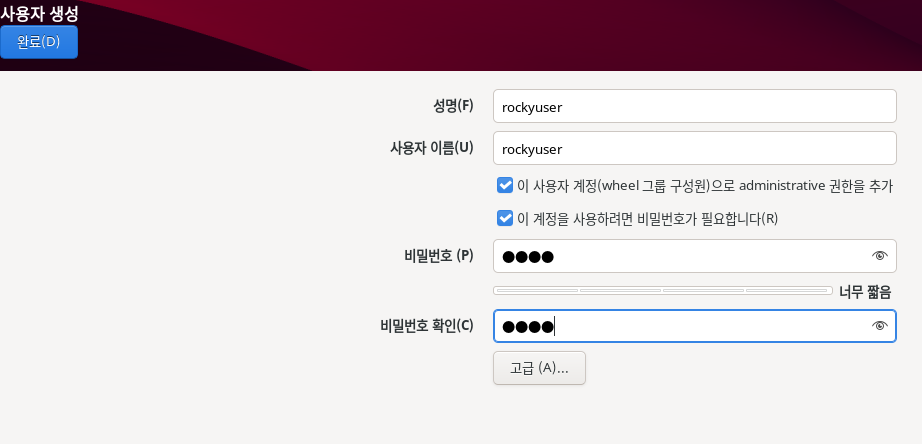 사용자 생성
완료(D)
성명(F)
rockyuser
사용자 이름(U)
rockyuser
이 사용자 계정(wheel 그룹 구성원)으로 administrative 권한을 추가
이 계정을 사용하려면 비밀번호가 필요합니다(R)
비밀번호 (P)
●●●●
너무 짧음
비밀번호 확인(C)
●●●●
고급 (A)...